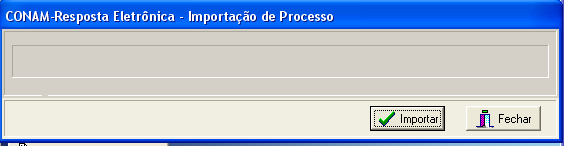 CONAM-Resposta Eletrônica - Importação de Processo
Importar
Fechar